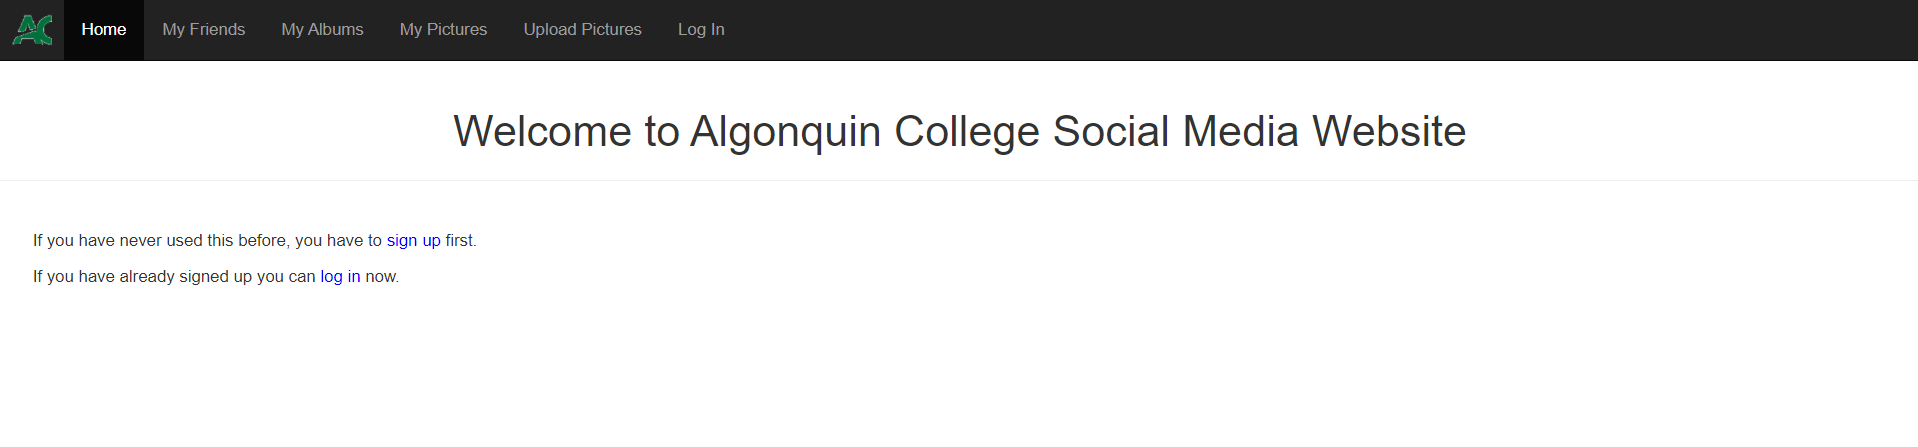 AC Home My Friends My Albums My Pictures Upload Pictures Log In
Welcome to Algonquin College Social Media Website
If you have never used this before, you have to sign up first.
If you have already signed up you can log in now.